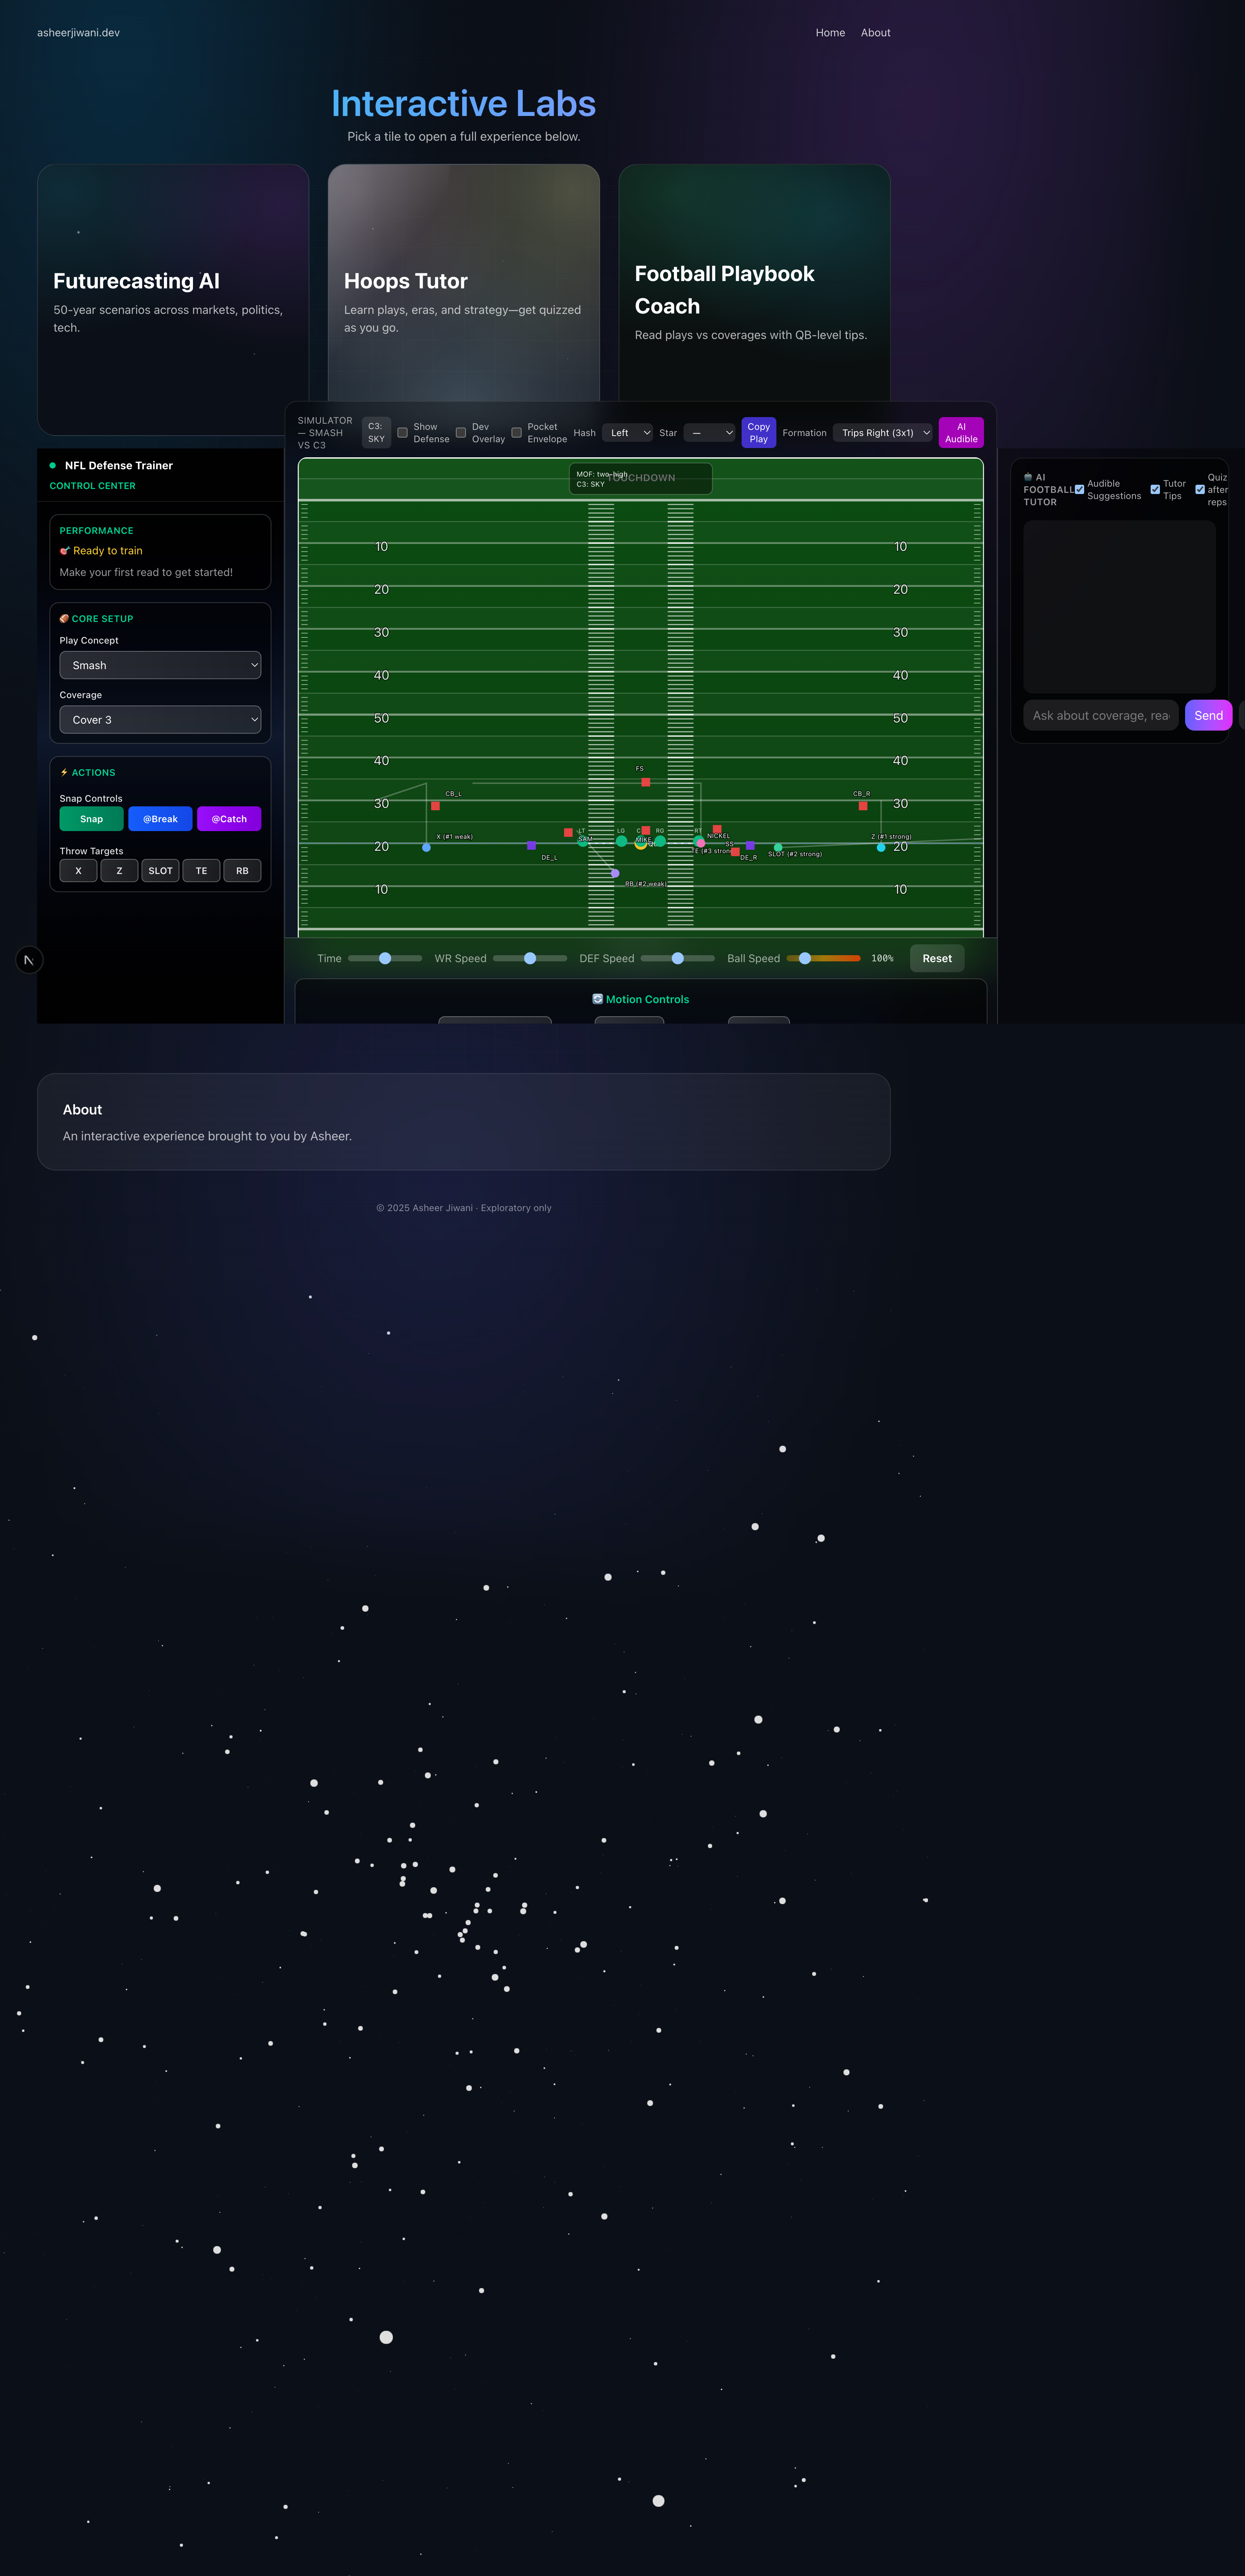 asheerjiwani.dev
Home
About
Interactive Labs
Pick a tile to open a full experience below.
Futurecasting AI
50-year scenarios across markets, politics,
tech.
Hoops Tutor
Learn plays, eras, and strategy—get quizzed
as you go.
Football Playbook
Coach
Read plays vs coverages with QB-level tips.
NFL Defense Trainer
CONTROL CENTER
PERFORMANCE
Ready to train
Make your first read to get started!
CORE SETUP
Play Concept
Smash
Coverage
Cover 3
ACTIONS
Snap Controls
Snap
@Break
@Catch
Throw Targets
X
Z
SLOT
TE
RB
SIMULATOR
— SMASH
VS C3
C3:
SKY
Show
Defense
Dev
Overlay
Pocket
Envelope
Hash
Left
Star
—
Copy
Play
Formation
Trips Right (3x1)
AI
Audible
TOUCHDOWN
MOF: two-high
C3: SKY
10
10
20
20
30
30
40
40
50
50
40
40
FS
CB_L
CB_R
30
30
LT
LG
C
RG
RT
X (#1 weak)
SAM
MIKE
NICKEL
Z (#1 strong)
SS
20
20
TE (#3 strong)
SLOT (#2 strong)
DE_L
DE_R
RB (#2 weak)
10
10
Time
WR Speed
DEF Speed
Ball Speed
100%
Reset
Motion Controls
AI
FOOTBALL
TUTOR
Audible
Suggestions
Tutor
Tips
Quiz
after
reps
Ask about coverage, rea
Send
N
About
An interactive experience brought to you by Asheer.
© 2025 Asheer Jiwani · Exploratory only